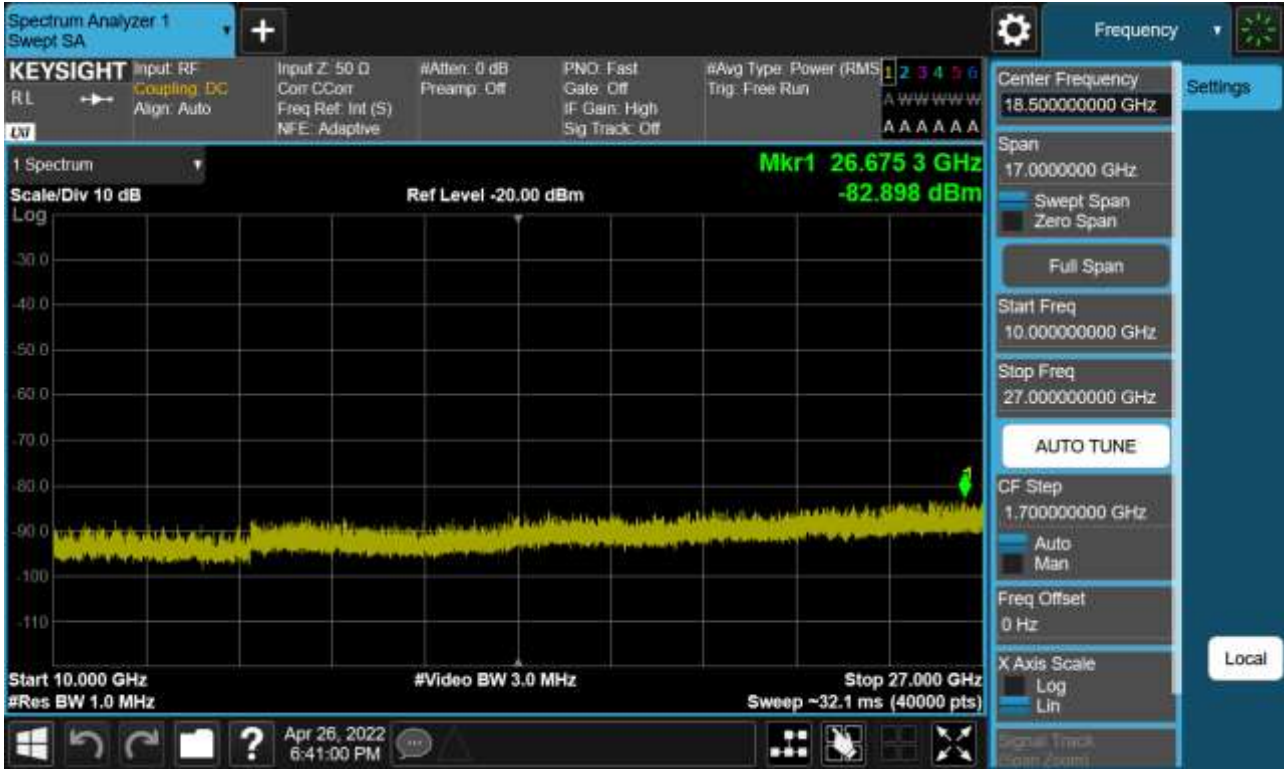 Spectrum Analyzer 1
Swept SA
+
Frequency
KEYSIGHT
RL
LXI
Input: RF
Coupling: DC
Align: Auto
Input Z: 50 Ω
Corr CCorr
Freq Ref: Int (S)
NFE: Adaptive
#Atten: 0 dB
Preamp: Off
PNO: Fast
Gate: Off
IF Gain: High
Sig Track: Off
#Avg Type: Power (RMS
Trig: Free Run
1 2 3 4 5 6
A W W W W W
A A A A A A
1 Spectrum
Scale/Div 10 dB
Log
Ref Level -20.00 dBm
Mkr1 26.675 3 GHz
-82.898 dBm
-30.0
-40.0
-50.0
-60.0
-70.0
-80.0
-90.0
-100
-110
1
Start 10.000 GHz
#Res BW 1.0 MHz
#Video BW 3.0 MHz
Stop 27.000 GHz
Sweep ~32.1 ms (40000 pts)
Center Frequency
18.500000000 GHz
Span
17.0000000 GHz
Swept Span
Zero Span
Full Span
Start Freq
10.000000000 GHz
Stop Freq
27.000000000 GHz
AUTO TUNE
CF Step
1.700000000 GHz
Auto
Man
Freq Offset
0 Hz
X Axis Scale
Log
Lin
Signal Track
(Span Zoom)
Settings
Local
?
Apr 26, 2022
6:41:00 PM